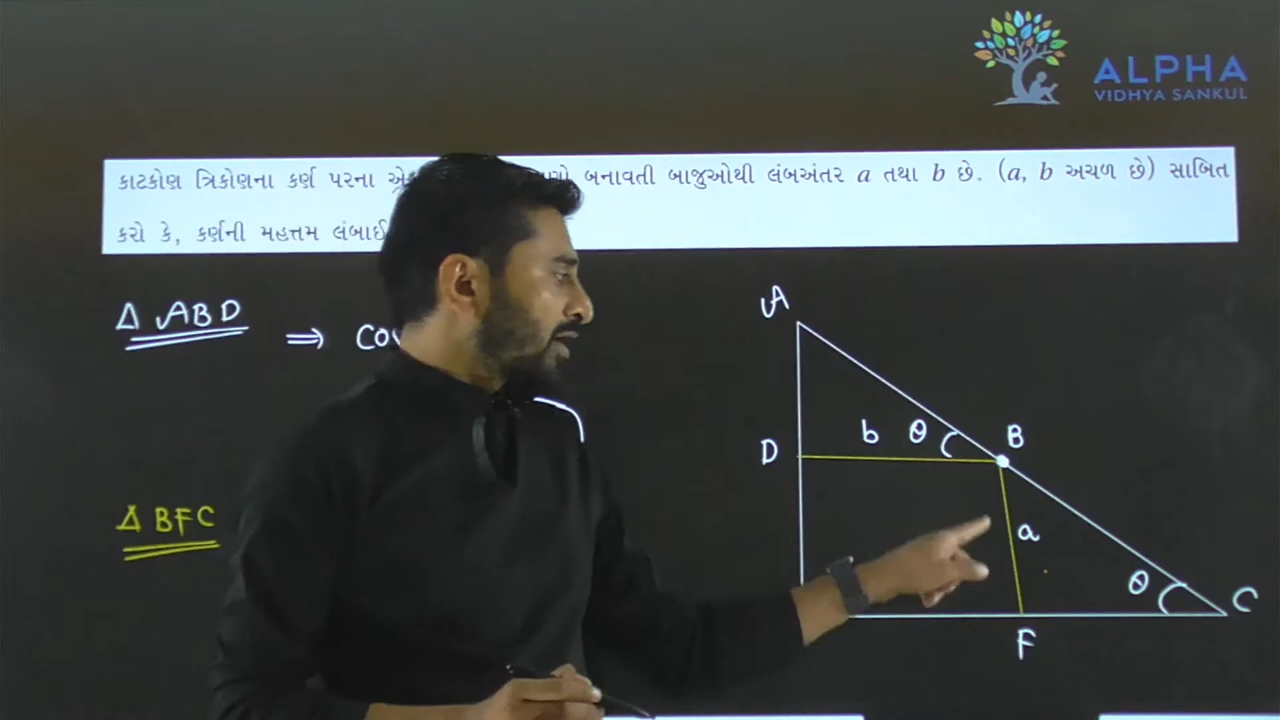 ALPHA
VIDHYA SANKUL
કાટકોણ ત્રિકોણના કર્ણ પરના બનાવતી બાજુઓથી લંબઅંતર a તથા b છે. (a, b અચળ છે) સાબિત
કરો કે, કર્ણની મહત્તમ લંબાઈ
Δ ABD
⇒
A
b θ B
D
Δ BFC
a
θ C
F